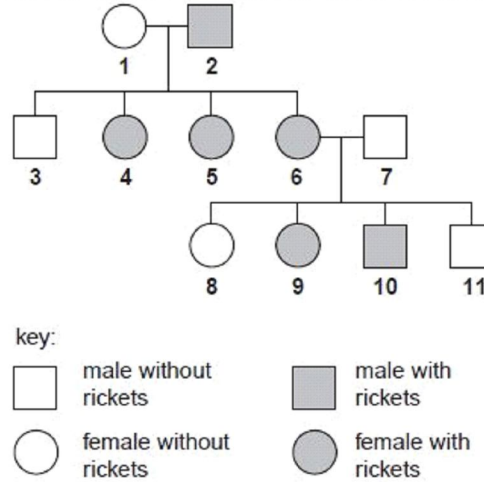 1 2
3 4 5 6 7
8 9 10 11
key:
male without
rickets
male with
rickets
female without
rickets
female with
rickets